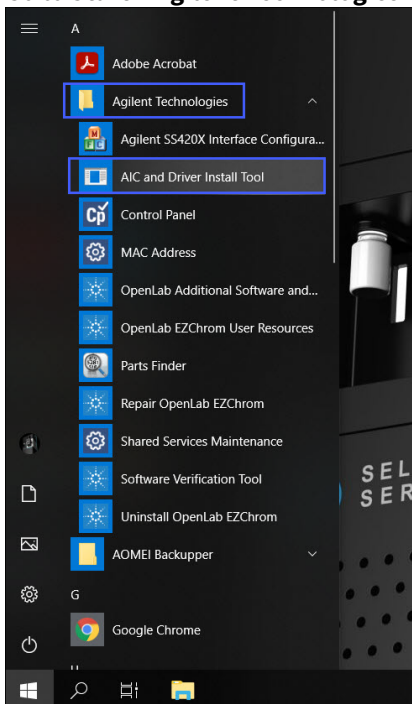 A
Adobe Acrobat
Agilent Technologies
Agilent SS420X Interface Configura...
AIC and Driver Install Tool
Control Panel
MAC Address
OpenLab Additional Software and...
OpenLab EZChrom User Resources
Parts Finder
Repair OpenLab EZChrom
Shared Services Maintenance
Software Verification Tool
Uninstall OpenLab EZChrom
AOMEI Backupper
G
Google Chrome
SEL
SER